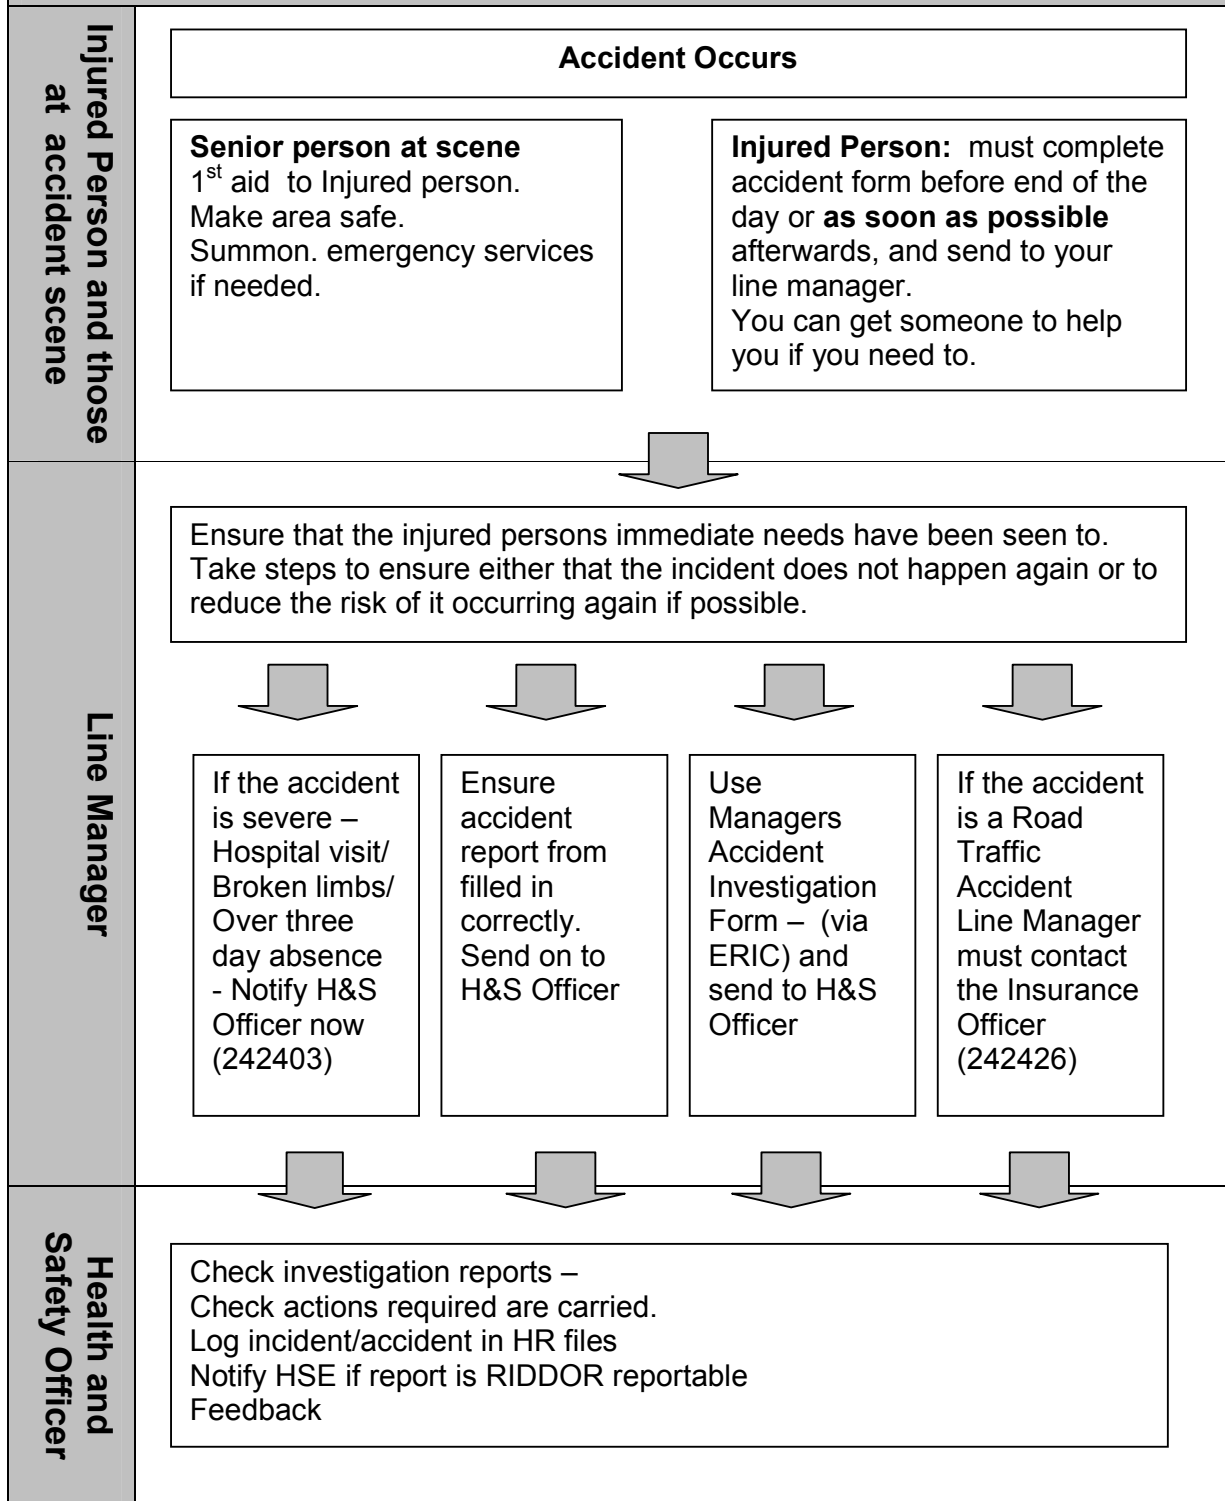 Injured Person and those
at accident scene
Accident Occurs
Senior person at scene
1st aid to Injured person.
Make area safe.
Summon. emergency services
if needed.
Injured Person: must complete
accident form before end of the
day or as soon as possible
afterwards, and send to your
line manager.
You can get someone to help
you if you need to.
Line Manager
Ensure that the injured persons immediate needs have been seen to.
Take steps to ensure either that the incident does not happen again or to
reduce the risk of it occurring again if possible.
If the accident
is severe –
Hospital visit/
Broken limbs/
Over three
day absence
- Notify H&S
Officer now
(242403)
Ensure
accident
report from
filled in
correctly.
Send on to
H&S Officer
Use
Managers
Accident
Investigation
Form – (via
ERIC) and
send to H&S
Officer
If the accident
is a Road
Traffic
Accident
Line Manager
must contact
the Insurance
Officer
(242426)
Health and
Safety Officer
Check investigation reports –
Check actions required are carried.
Log incident/accident in HR files
Notify HSE if report is RIDDOR reportable
Feedback